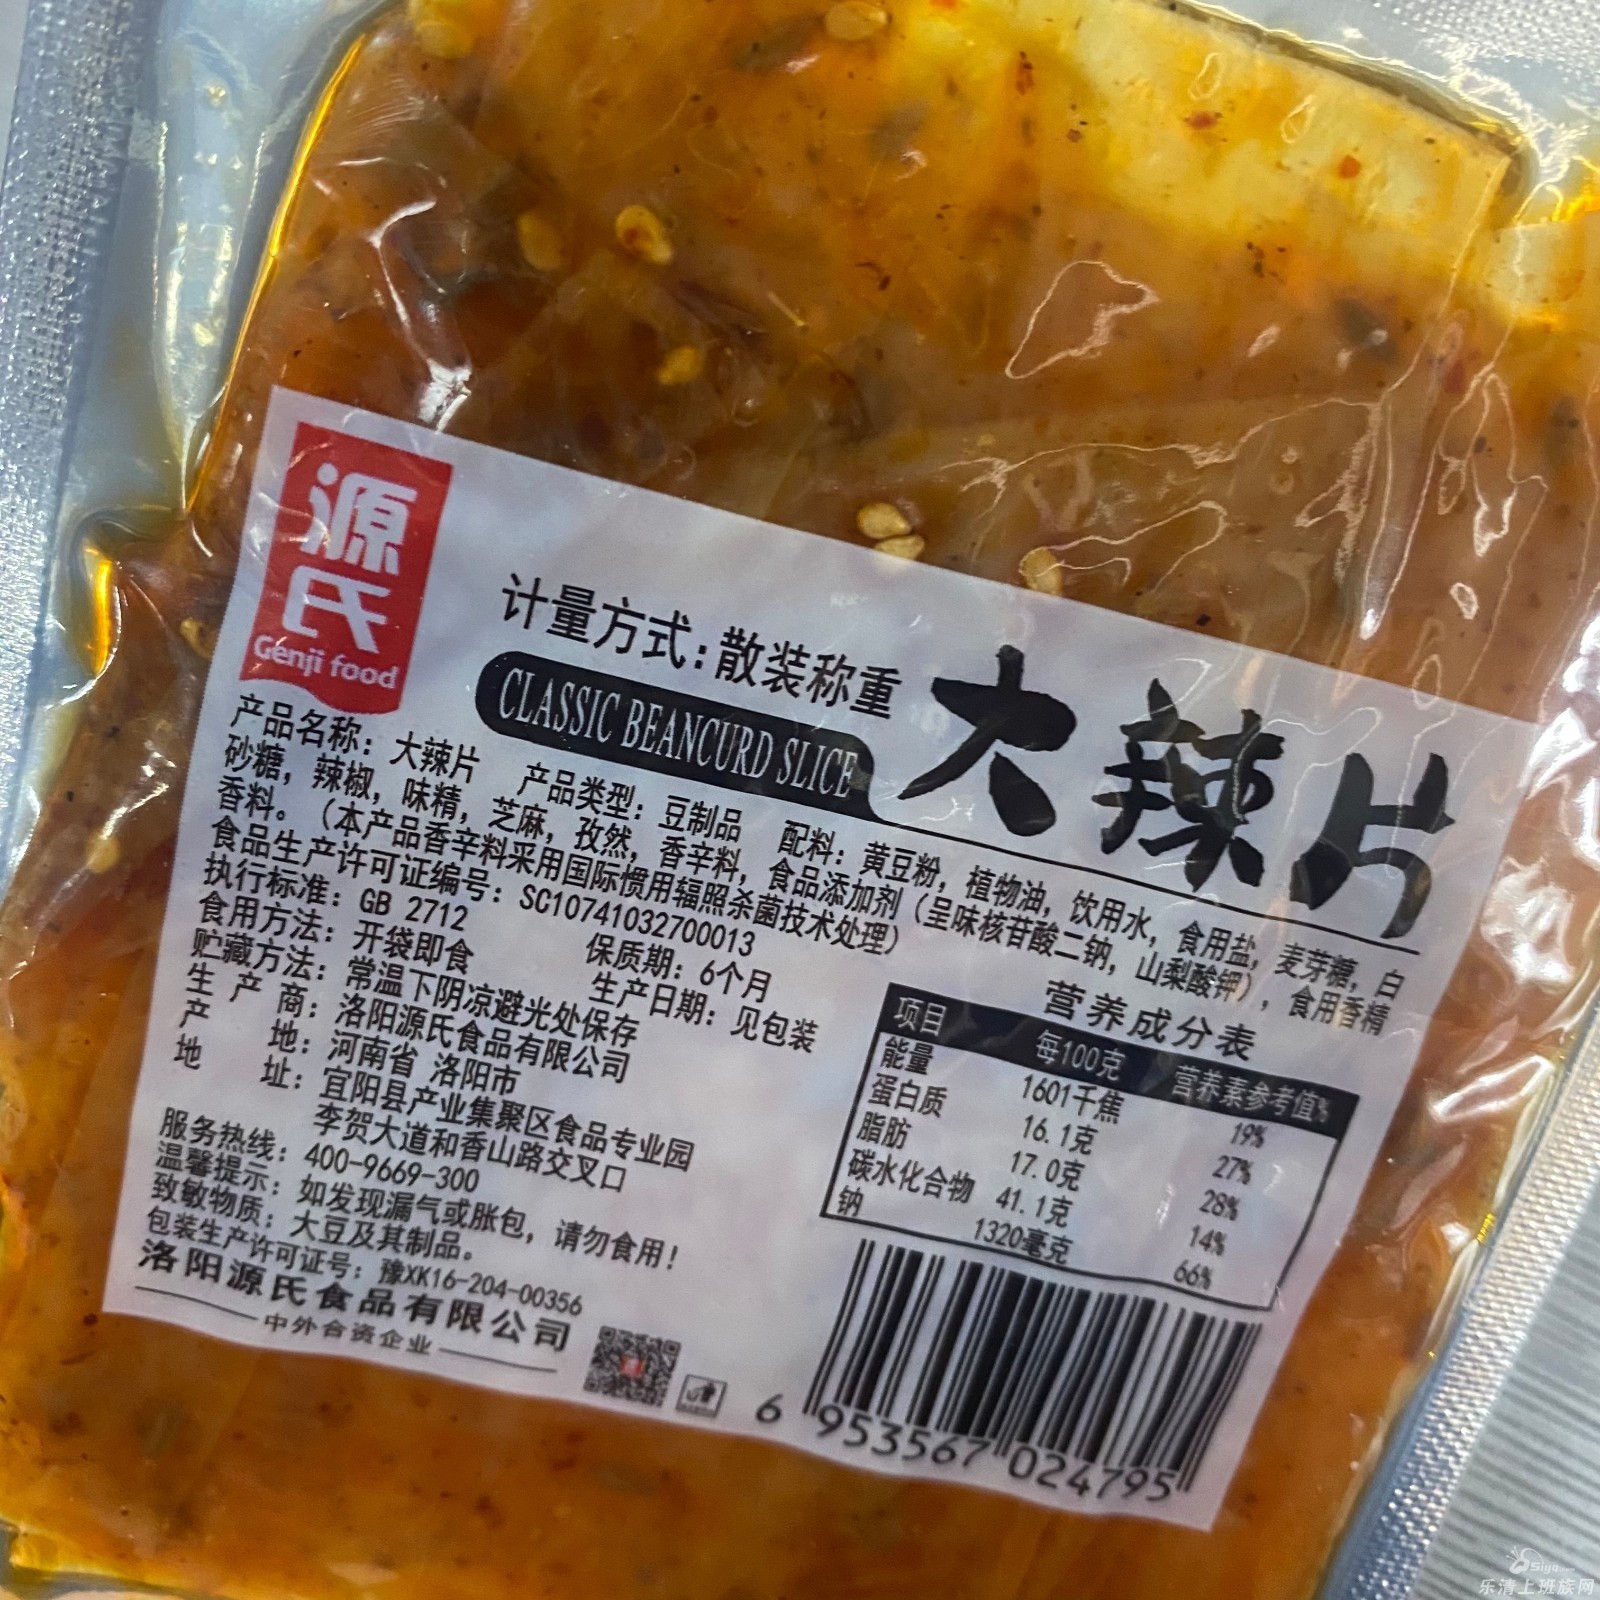 源
氏
Genji food
计量方式：散装称重
CLASSIC BEANCURD SLICE
大辣片
产品名称：大辣片 产品类型：豆制品 配料：黄豆粉，植物油，饮用水，食用盐，麦芽糖，白
砂糖，辣椒，味精，芝麻，孜然，香辛料，食品添加剂（呈味核苷酸二钠，山梨酸钾），食用香精
香料。（本产品香辛料采用国际惯用辐照杀菌技术处理）
食品生产许可证编号：SC10741032700013
执行标准：GB 2712 保质期：6个月
食用方法：开袋即食 生产日期：见包装
贮藏方法：常温下阴凉避光处保存
生产商：洛阳源氏食品有限公司
产地：河南省 洛阳市
地址：宜阳县产业集聚区食品专业园
李贺大道和香山路交叉口
服务热线：400-9669-300
温馨提示：如发现漏气或胀包，请勿食用！
致敏物质：大豆及其制品。
包装生产许可证号：豫XK16-204-00356
洛阳源氏食品有限公司
中外合资企业
营养成分表
项目 每100克 营养素参考值%
能量 1601千焦 19%
蛋白质 16.1克 27%
脂肪 17.0克 28%
碳水化合物 41.1克 14%
钠 1320毫克 66%
6 953567 024795
乐清上班族网